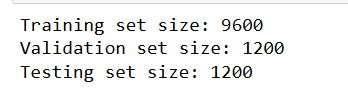 Training set size: 9600
Validation set size: 1200
Testing set size: 1200